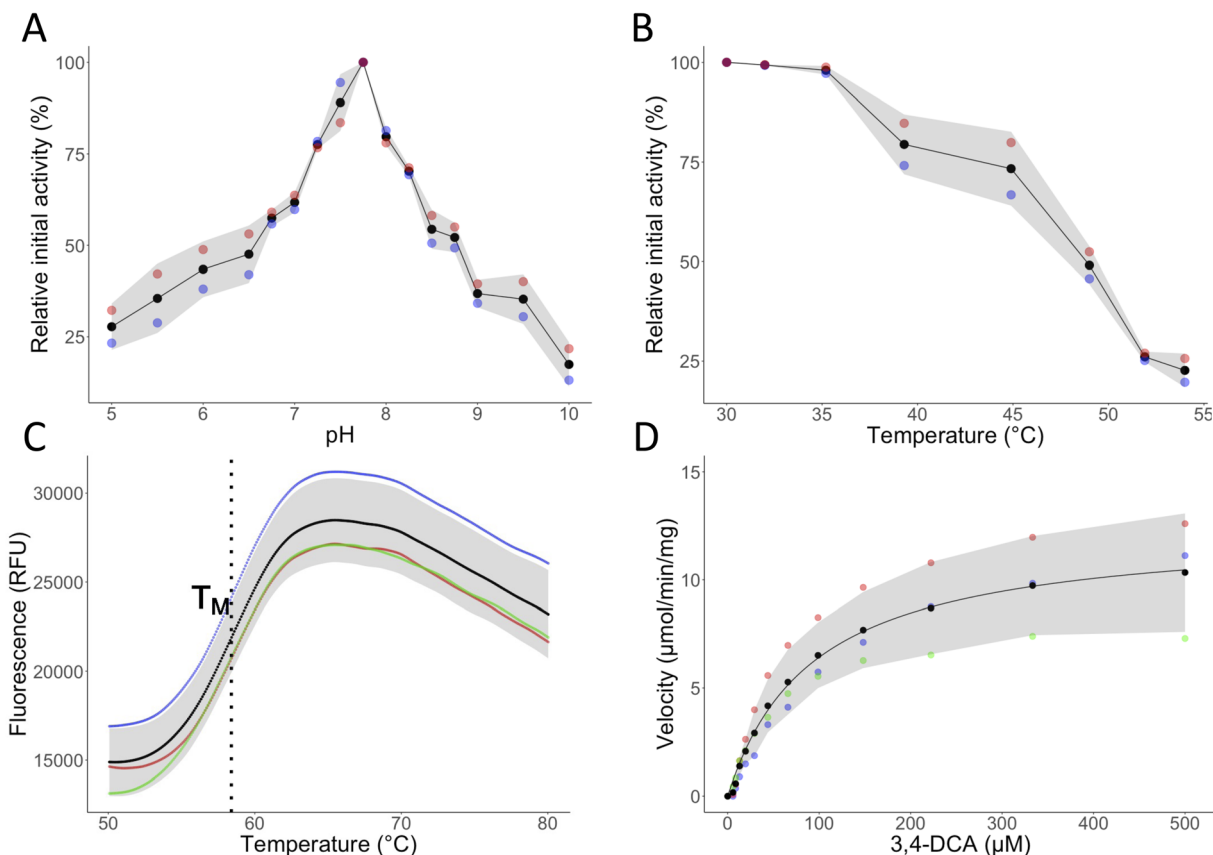 A
Relative initial activity (%)
100
75
50
25
5 6 7 8 9 10
pH
B
Relative initial activity (%)
100
75
50
25
30 35 40 45 50 55
Temperature (°C)
C
Fluorescence (RFU)
30000
25000
20000
15000
TM
50 60 70 80
Temperature (°C)
D
Velocity (µmol/min/mg)
15
10
5
0
0 100 200 300 400 500
3,4-DCA (µM)